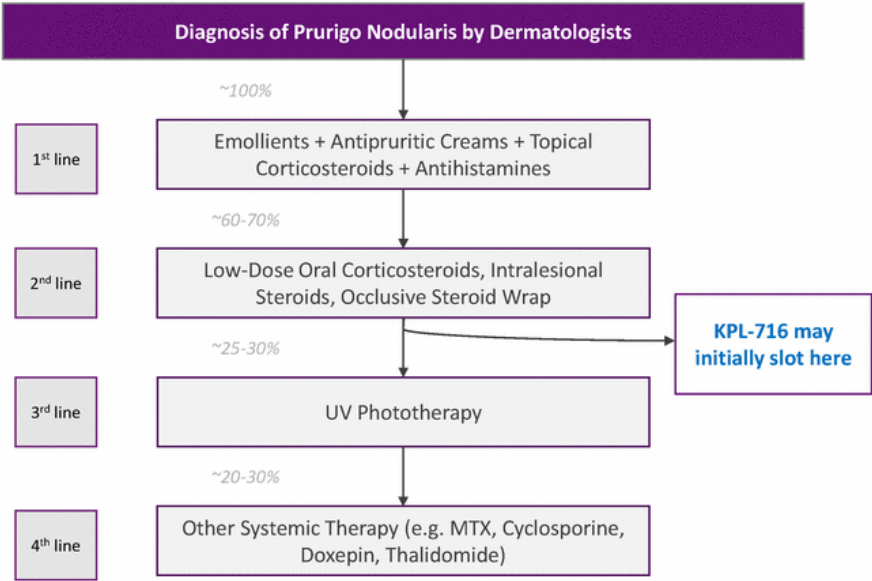 Diagnosis of Prurigo Nodularis by Dermatologists
~100%
1st line
Emollients + Antipruritic Creams + Topical
Corticosteroids + Antihistamines
~60-70%
2nd line
Low-Dose Oral Corticosteroids, Intralesional
Steroids, Occlusive Steroid Wrap
KPL-716 may
initially slot here
~25-30%
3rd line
UV Phototherapy
~20-30%
4th line
Other Systemic Therapy (e.g. MTX, Cyclosporine,
Doxepin, Thalidomide)